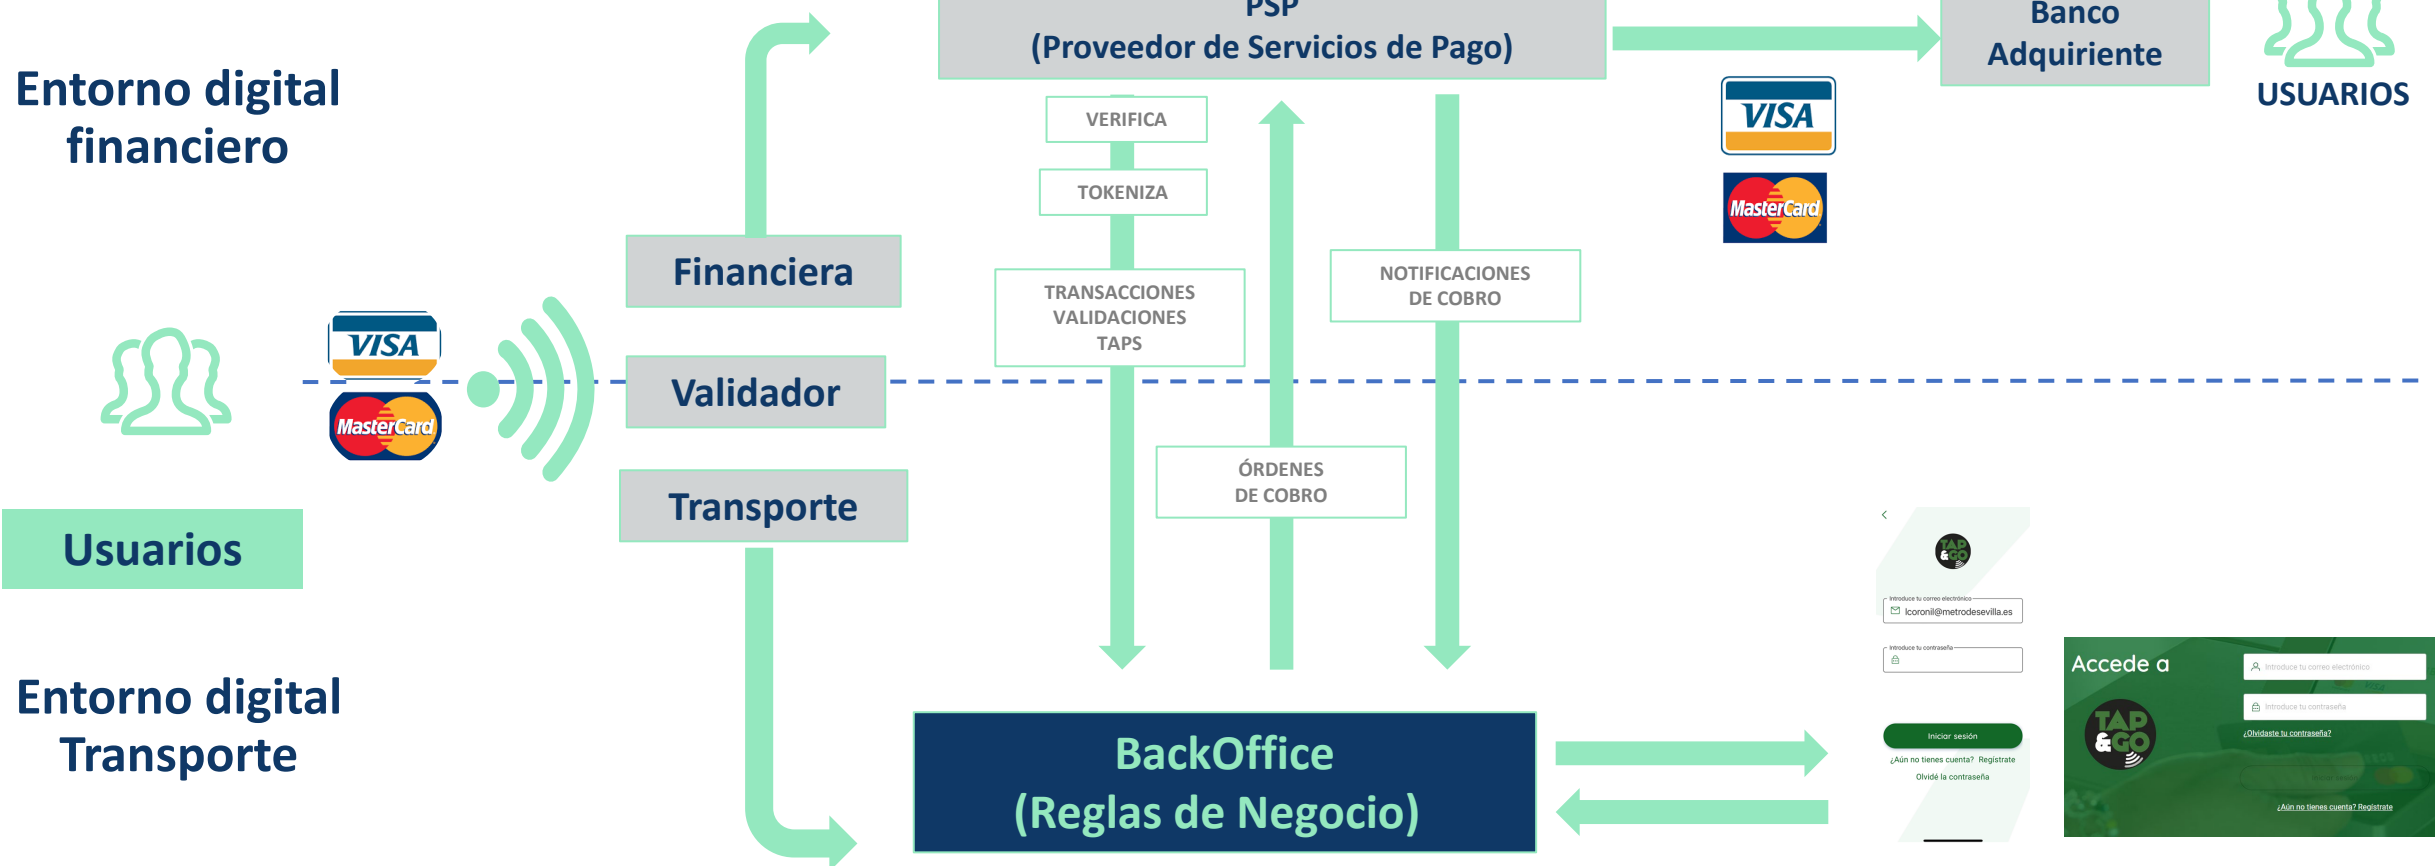 PSP
(Proveedor de Servicios de Pago)
Banco
Adquiriente
USUARIOS
Entorno digital
financiero
VERIFICA
TOKENIZA
VISA
MasterCard
Financiera
TRANSACCIONES
VALIDACIONES
TAPS
NOTIFICACIONES
DE COBRO
VISA
MasterCard
Validador
Transporte
ÓRDENES
DE COBRO
Usuarios
Entorno digital
Transporte
BackOffice
(Reglas de Negocio)
TAP
&GO
Introduce tu correo electrónico
lcoronil@metrodesevilla.es
Introduce tu contraseña
Iniciar sesión
¿Aún no tienes cuenta? Regístrate
Olvidé la contraseña
Accede a
TAP
&GO
Introduce tu correo electrónico
Introduce tu contraseña
¿Olvidaste tu contraseña?
¿Aún no tienes cuenta? Regístrate